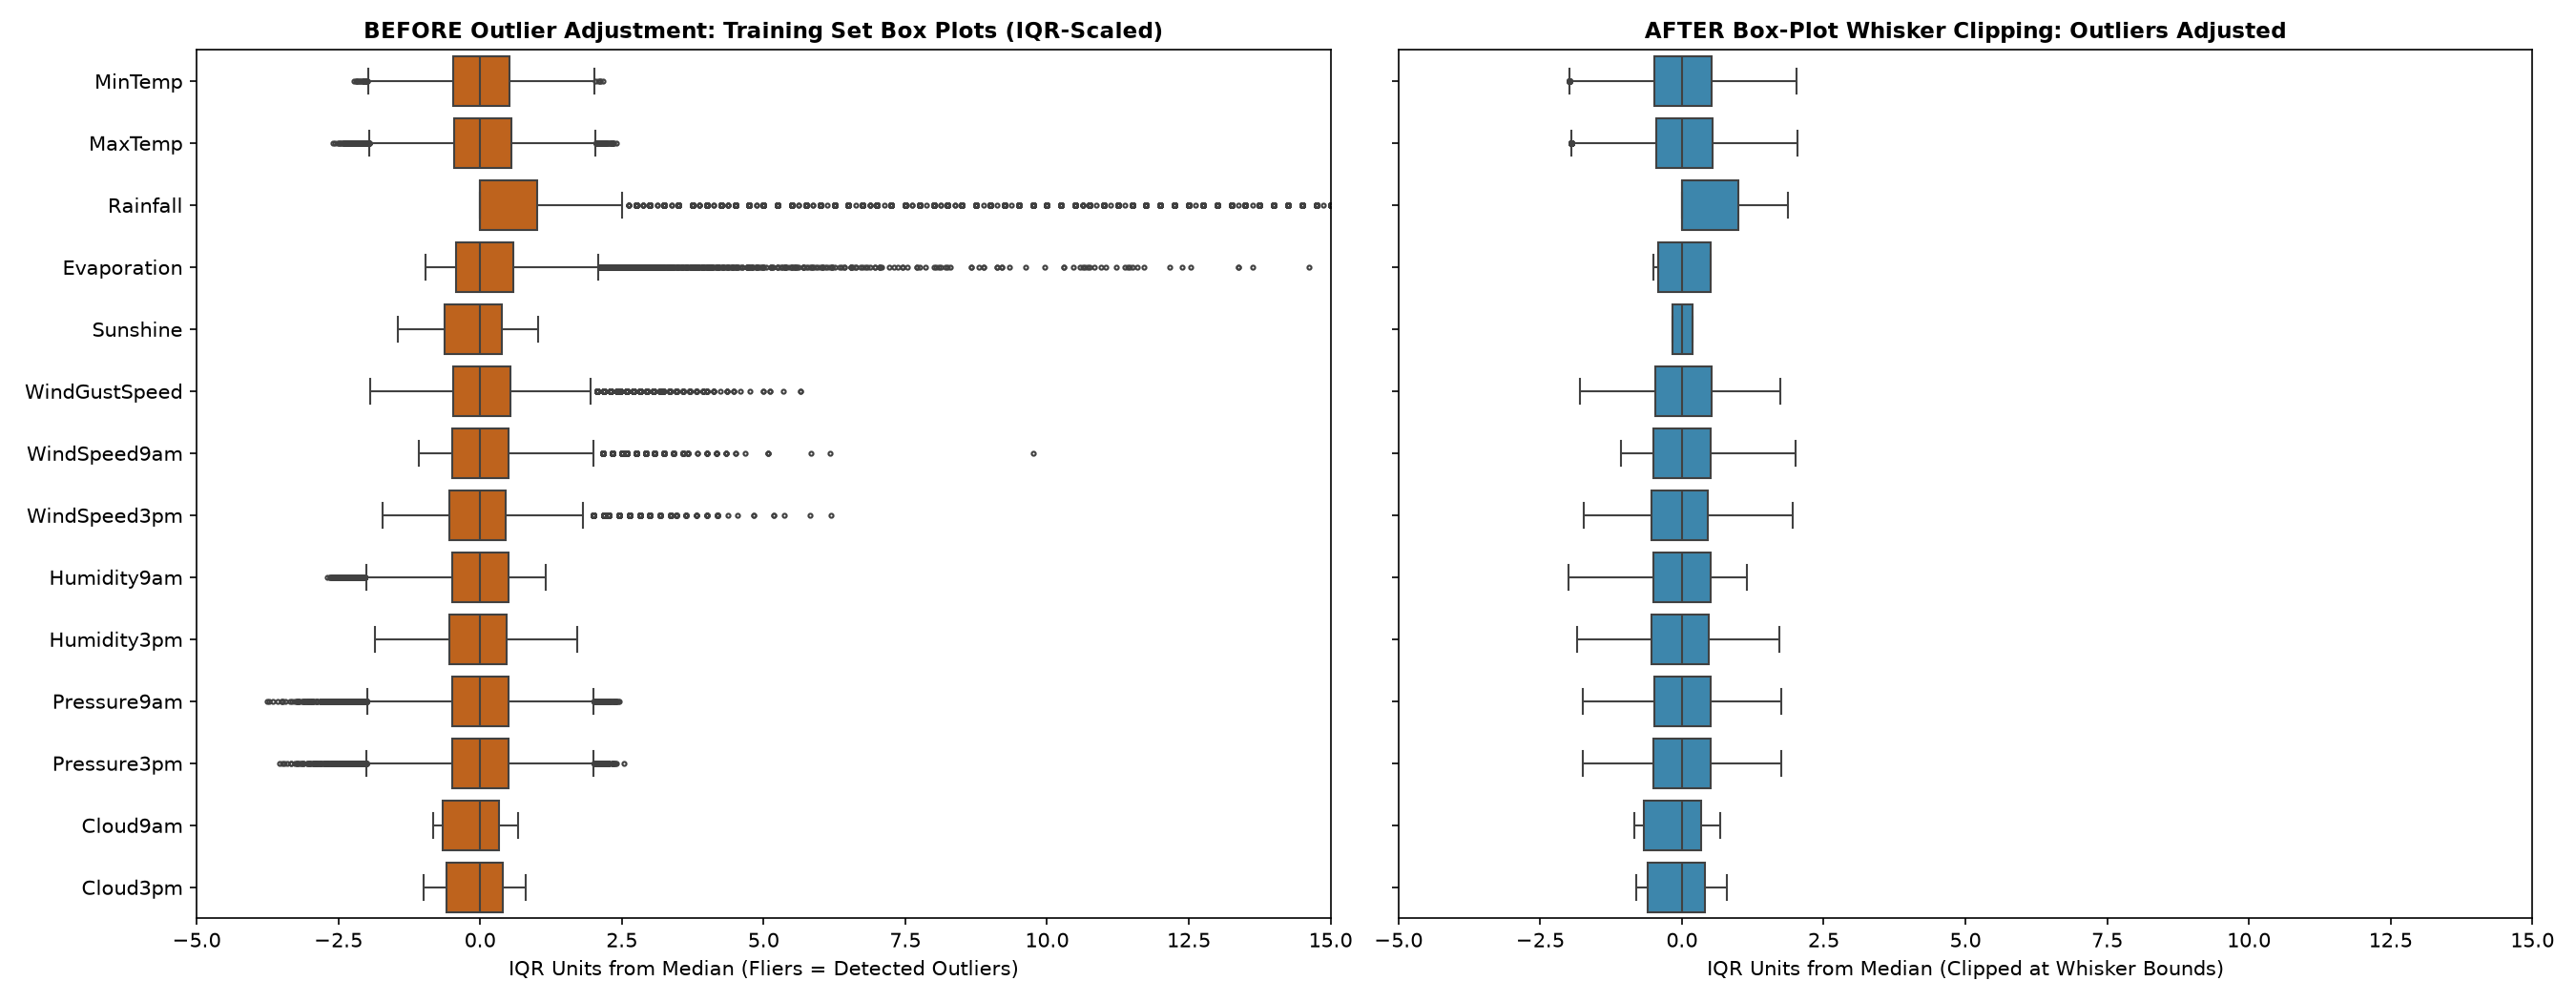 BEFORE Outlier Adjustment: Training Set Box Plots (IQR-Scaled)
MinTemp
MaxTemp
Rainfall
Evaporation
Sunshine
WindGustSpeed
WindSpeed9am
WindSpeed3pm
Humidity9am
Humidity3pm
Pressure9am
Pressure3pm
Cloud9am
Cloud3pm
−5.0 −2.5 0.0 2.5 5.0 7.5 10.0 12.5 15.0
IQR Units from Median (Fliers = Detected Outliers)
AFTER Box-Plot Whisker Clipping: Outliers Adjusted
−5.0 −2.5 0.0 2.5 5.0 7.5 10.0 12.5 15.0
IQR Units from Median (Clipped at Whisker Bounds)